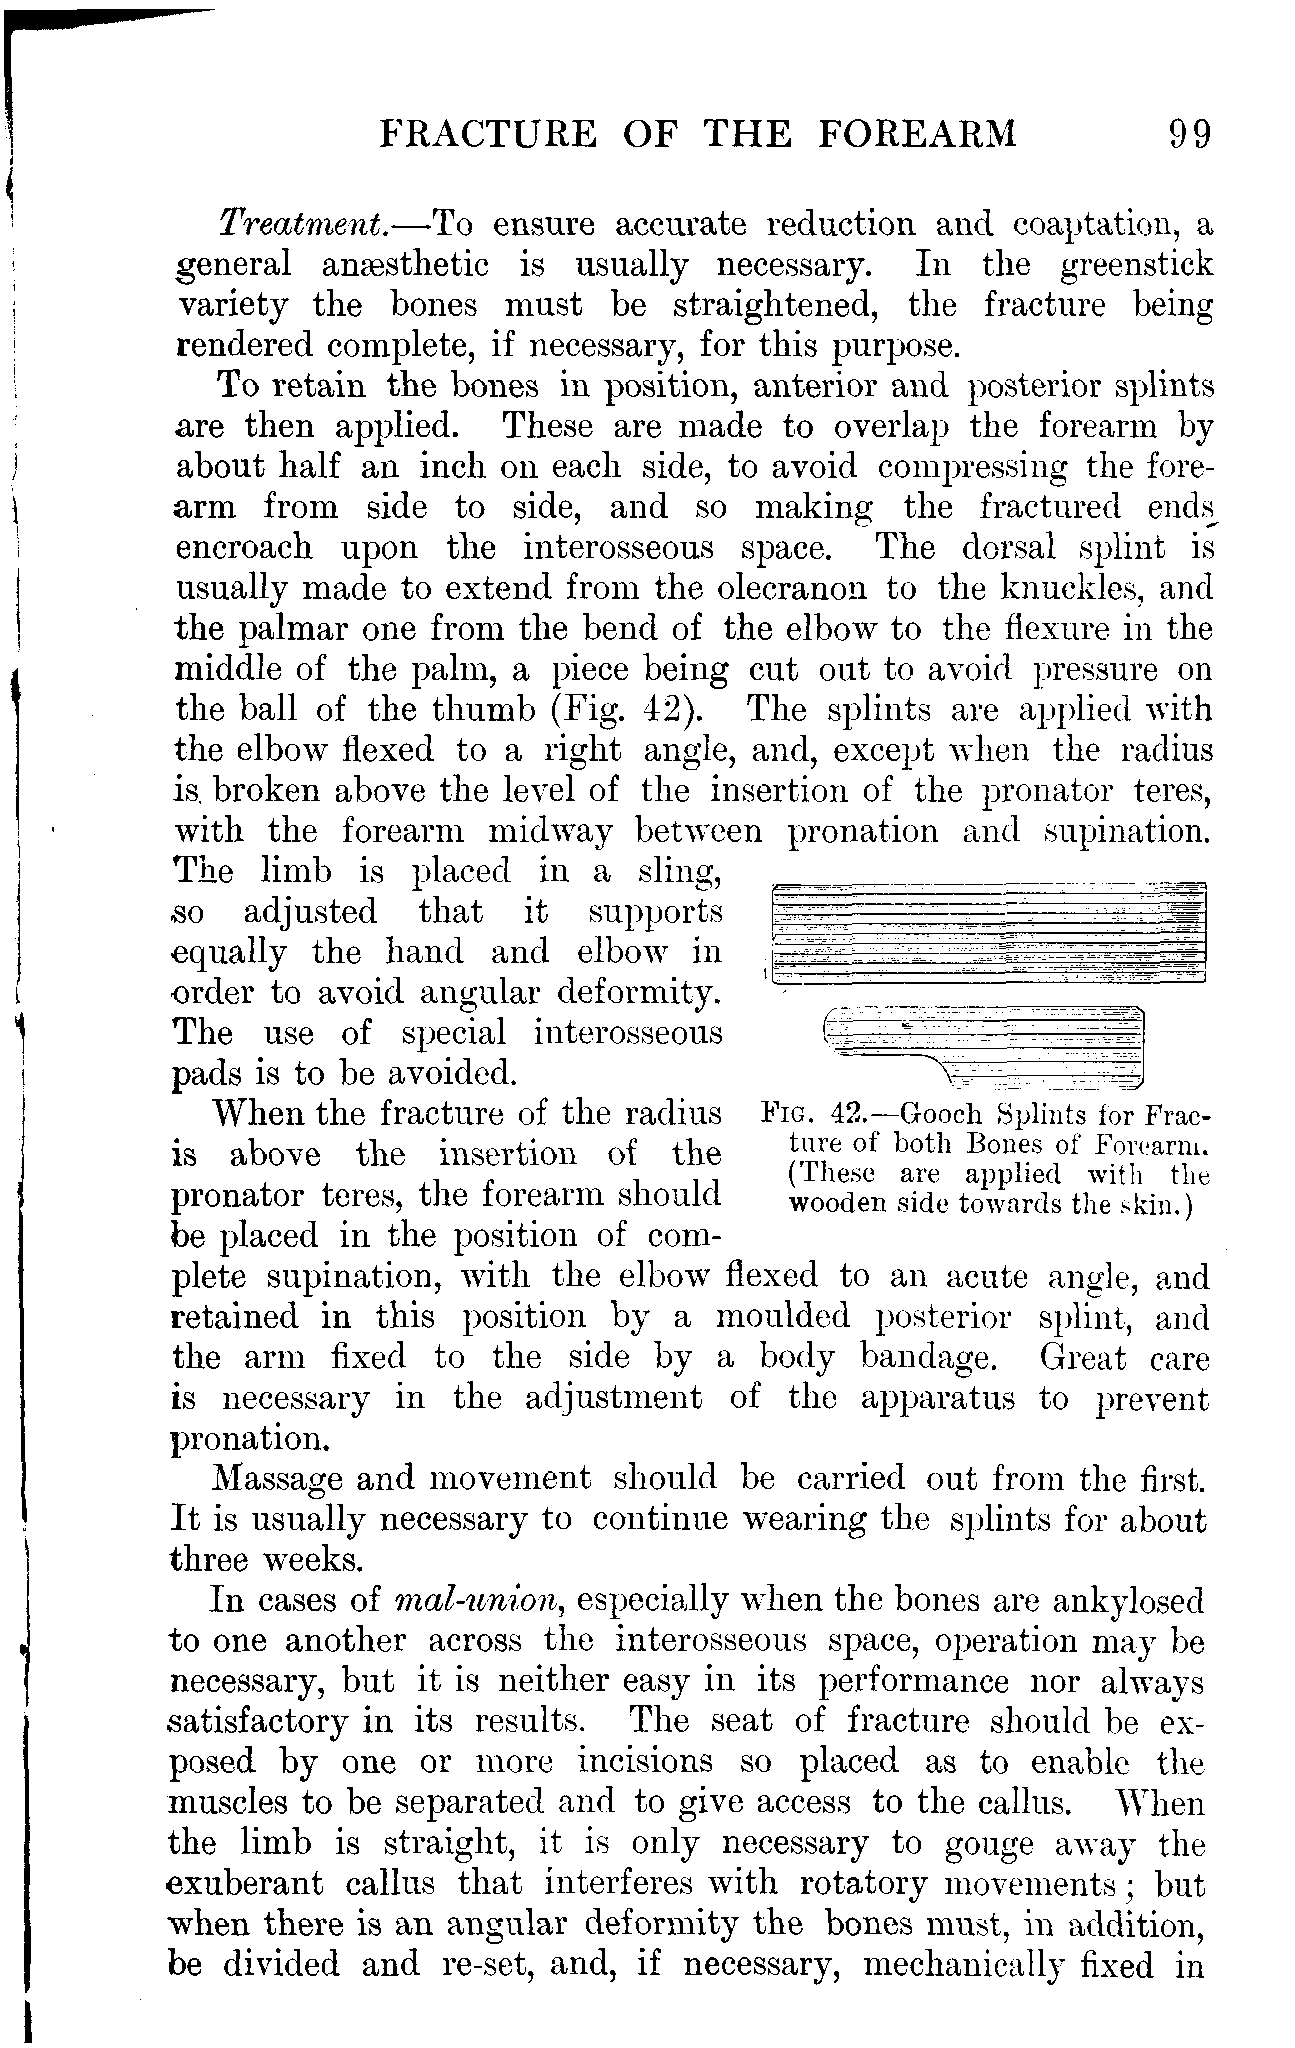 FRACTURE OF THE FOREARM 99
Treatment.—To ensure accurate reduction and coaptation, a
general anæsthetic is usually necessary. In the greenstick
variety the bones must be straightened, the fracture being
rendered complete, if necessary, for this purpose.
To retain the bones in position, anterior and posterior splints
are then applied. These are made to overlap the forearm by
about half an inch on each side, to avoid compressing the fore-
arm from side to side, and so making the fractured ends
encroach upon the interosseous space. The dorsal splint is
usually made to extend from the olecranon to the knuckles, and
the palmar one from the bend of the elbow to the flexure in the
middle of the palm, a piece being cut out to avoid pressure on
the ball of the thumb (Fig. 42). The splints are applied with
the elbow flexed to a right angle, and, except when the radius
is broken above the level of the insertion of the pronator teres,
with the forearm midway between pronation and supination.
The limb is placed in a sling,
so adjusted that it supports
equally the hand and elbow in
order to avoid angular deformity.
The use of special interosseous
pads is to be avoided.
When the fracture of the radius
is above the insertion of the
pronator teres, the forearm should
be placed in the position of com-
plete supination, with the elbow flexed to an acute angle, and
retained in this position by a moulded posterior splint, and
the arm fixed to the side by a body bandage. Great care
is necessary in the adjustment of the apparatus to prevent
pronation.
FIG. 42.—Gooch Splints for Frac-
ture of both Bones of Forearm.
(These are applied with the
wooden side towards the skin.)
Massage and movement should be carried out from the first.
It is usually necessary to continue wearing the splints for about
three weeks.
In cases of mal-union, especially when the bones are ankylosed
to one another across the interosseous space, operation may be
necessary, but it is neither easy in its performance nor always
satisfactory in its results. The seat of fracture should be ex-
posed by one or more incisions so placed as to enable the
muscles to be separated and to give access to the callus. When
the limb is straight, it is only necessary to gouge away the
exuberant callus that interferes with rotatory movements; but
when there is an angular deformity the bones must, in addition,
be divided and re-set, and, if necessary, mechanically fixed in